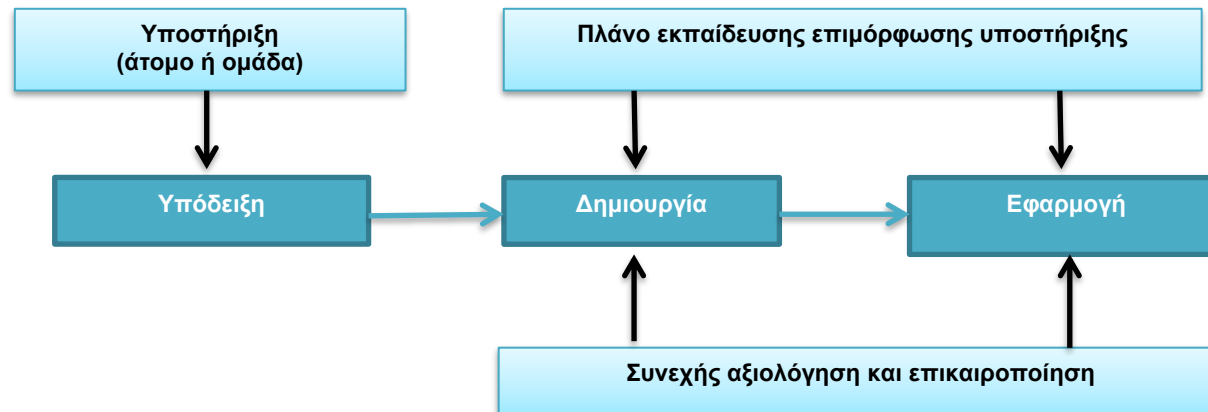 Υποστήριξη
(άτομο ή ομάδα)
Πλάνο εκπαίδευσης επιμόρφωσης υποστήριξης
Υπόδειξη
Δημιουργία
Εφαρμογή
Συνεχής αξιολόγηση και επικαιροποίηση